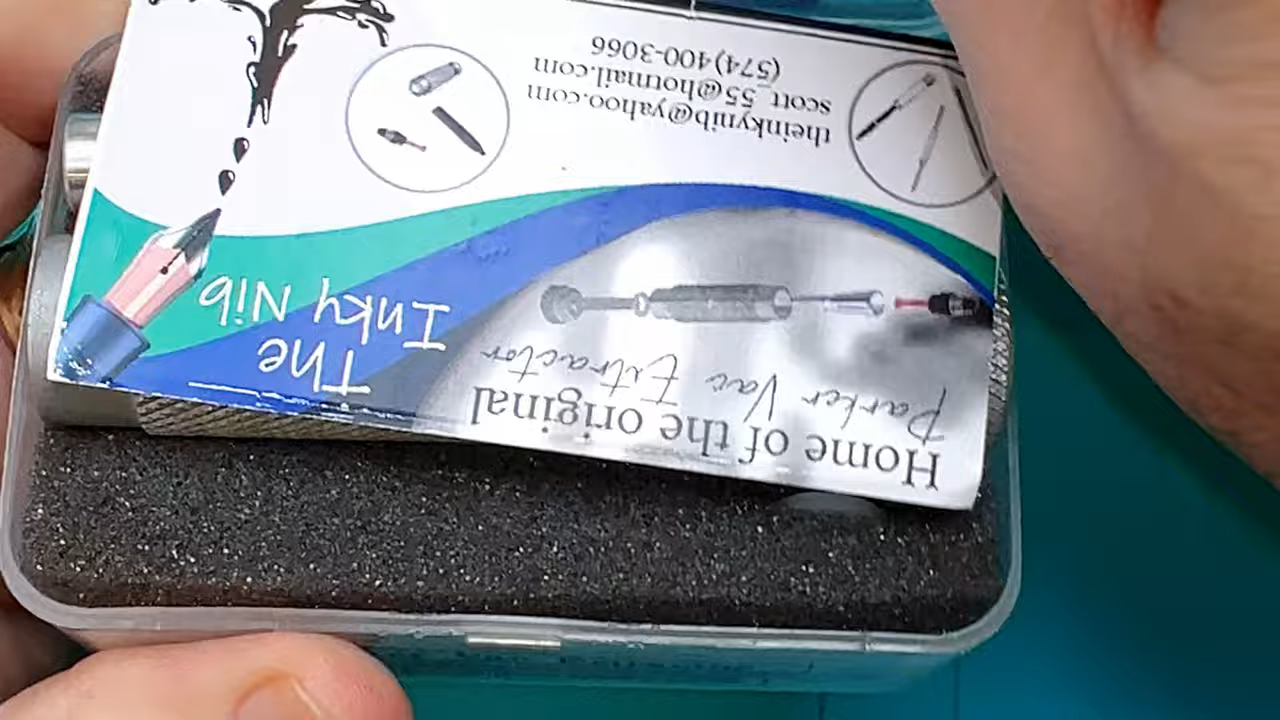 Home of the original
Parker Vac Extractor
The
Inky Nib
theinkynib@yahoo.com
scott_55@hotmail.com
(574)400-3066